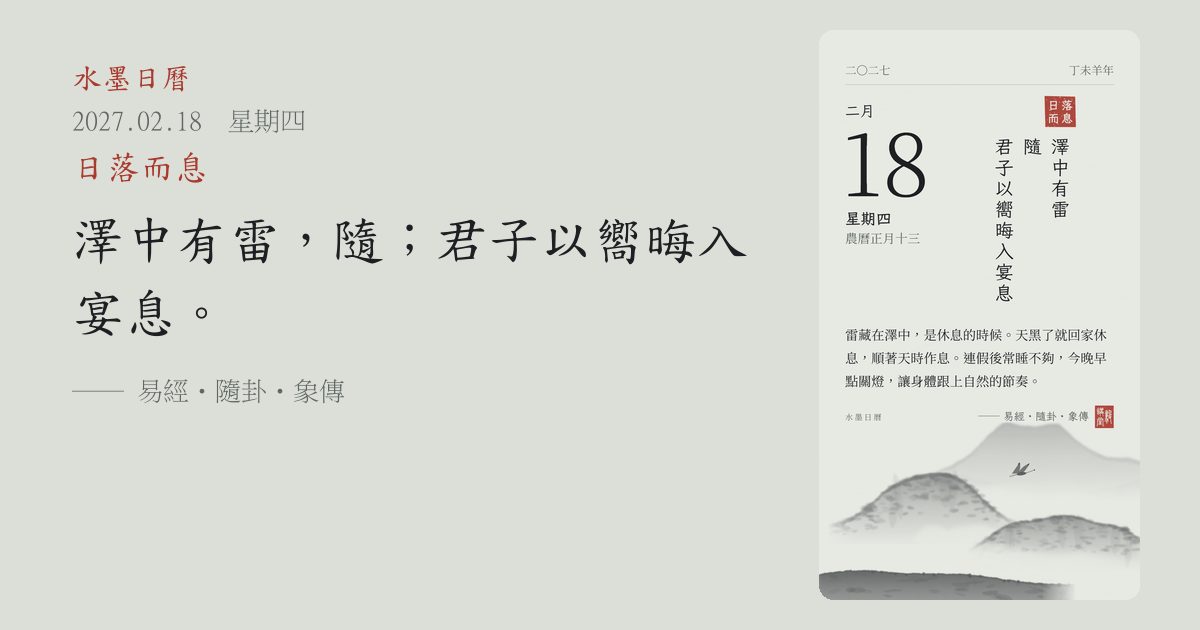 水墨日曆
2027.02.18 星期四
日落而息
澤中有雷，隨；君子以嚮晦入
宴息。
—— 易經・隨卦・象傳
二〇二七
丁未羊年
二月
18
星期四
農曆正月十三
落息
日而
澤中有雷
隨
君子以嚮晦入宴息
雷藏在澤中，是休息的時候。天黑了就回家休
息，順著天時作息。連假後常睡不夠，今晚早
點關燈，讓身體跟上自然的節奏。
水墨日曆
—— 易經・隨卦・象傳